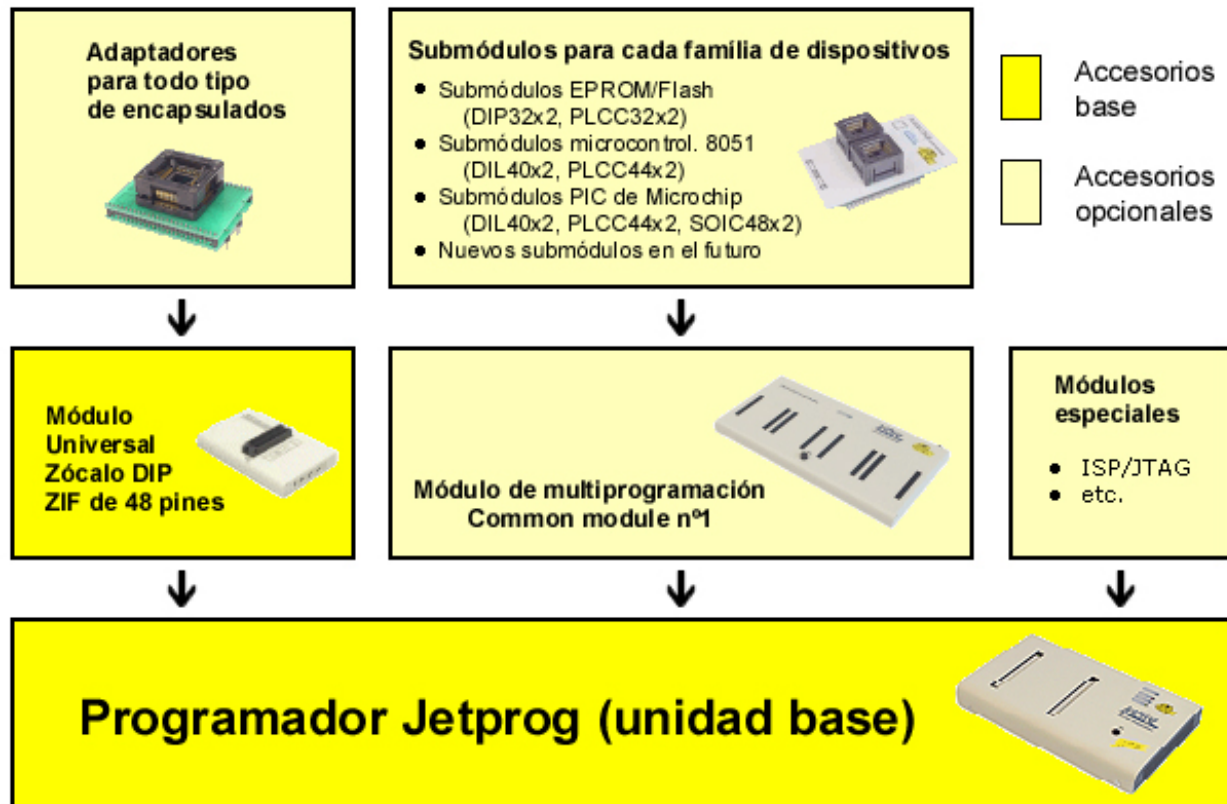 Adaptadores
para todo tipo
de encapsulados
Submódulos para cada família de dispositivos
● Submódulos EPROM/Flash
(DIP32x2, PLCC32x2)
● Submódulos microcontrol. 8051
(DIL40x2, PLCC44x2)
● Submódulos PIC de Microchip
(DIL40x2, PLCC44x2, SOIC48x2)
● Nuevos submódulos en el futuro
Accesorios
base
Accesorios
opcionales
Módulo
Universal
Zócalo DIP
ZIF de 48 pines
Módulo de multiprogramación
Common module nº1
Módulos
especiales
● ISP/JTAG
● etc.
Programador Jetprog (unidad base)